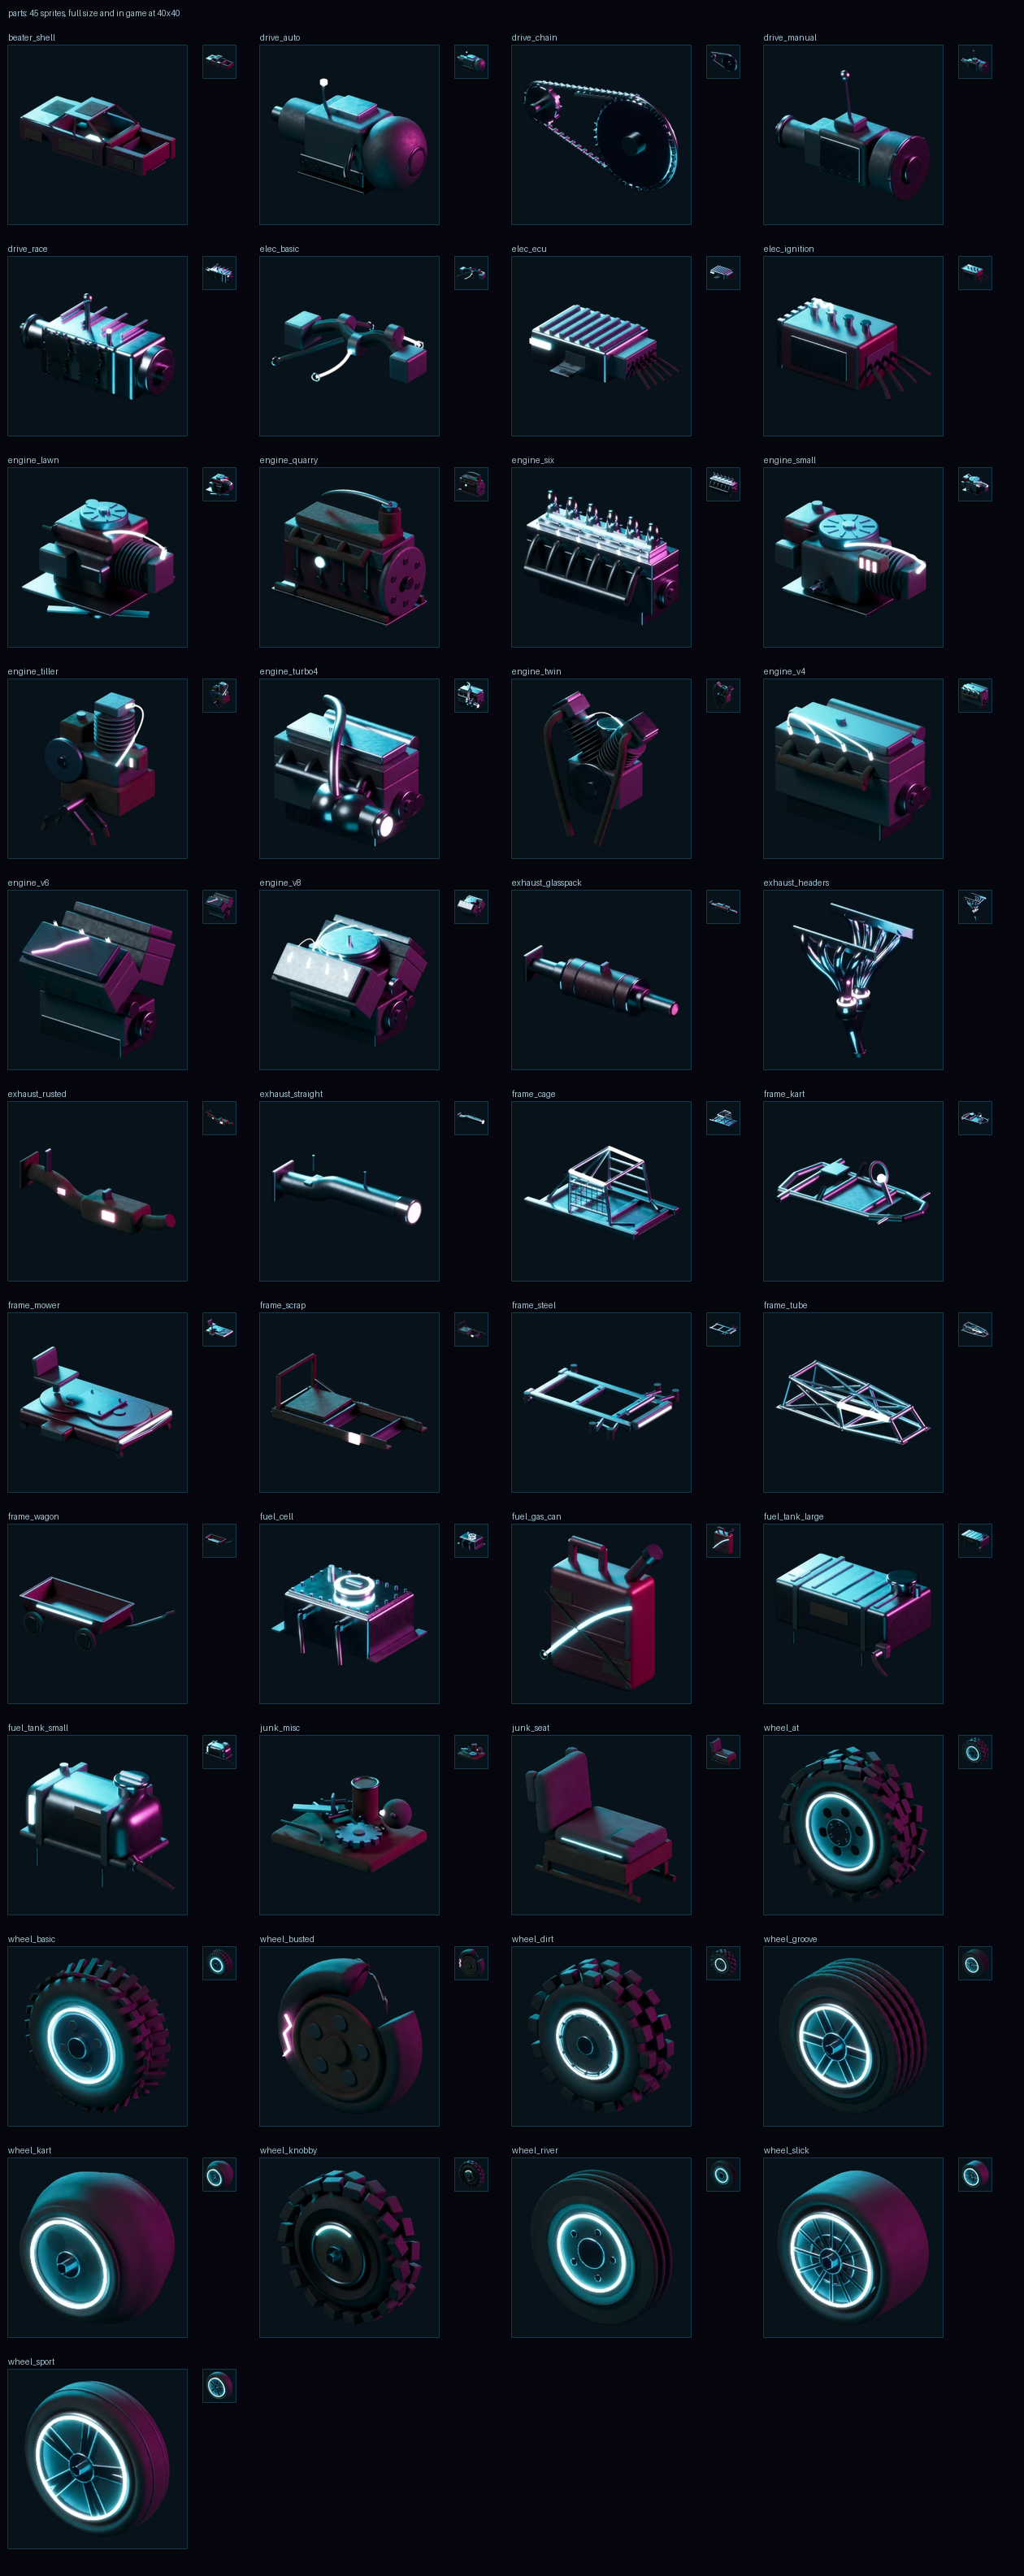 parts: 45 sprites, full size and in game at 40x40
beater_shell
drive_auto
drive_chain
drive_manual
drive_race
elec_basic
elec_ecu
elec_ignition
engine_lawn
engine_quarry
engine_six
engine_small
engine_tiller
engine_turbo4
engine_twin
engine_v4
engine_v6
engine_v8
exhaust_glasspack
exhaust_headers
exhaust_rusted
exhaust_straight
frame_cage
frame_kart
frame_mower
frame_scrap
frame_steel
frame_tube
frame_wagon
fuel_cell
fuel_gas_can
fuel_tank_large
fuel_tank_small
junk_misc
junk_seat
wheel_at
wheel_basic
wheel_busted
wheel_dirt
wheel_groove
wheel_kart
wheel_knobby
wheel_river
wheel_slick
wheel_sport